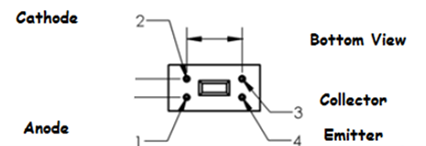 Cathode 2
Bottom View
3 Collector
Anode 1
4 Emitter